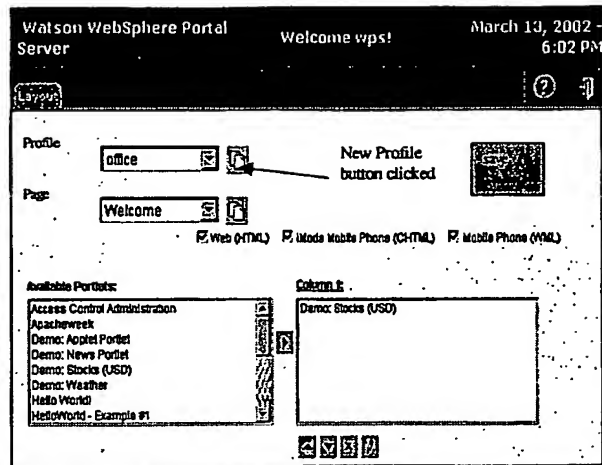 Watson WebSphere Portal Server
Welcome wps!
March 13, 2002 - 6:02 PM
Layout
Profile
office
New Profile button clicked
Page
Welcome
Web (HTML) iMode Mobile Phone (CHTML) Mobile Phone (WML)
Available Portlets:
Access Control Administration
Apacheweek
Demo: Applet Portlet
Demo: News Portlet
Demo: Stocks (USD)
Demo: Weather
Hello World!
HelloWorld - Example #1
Column 1:
Demo: Stocks (USD)